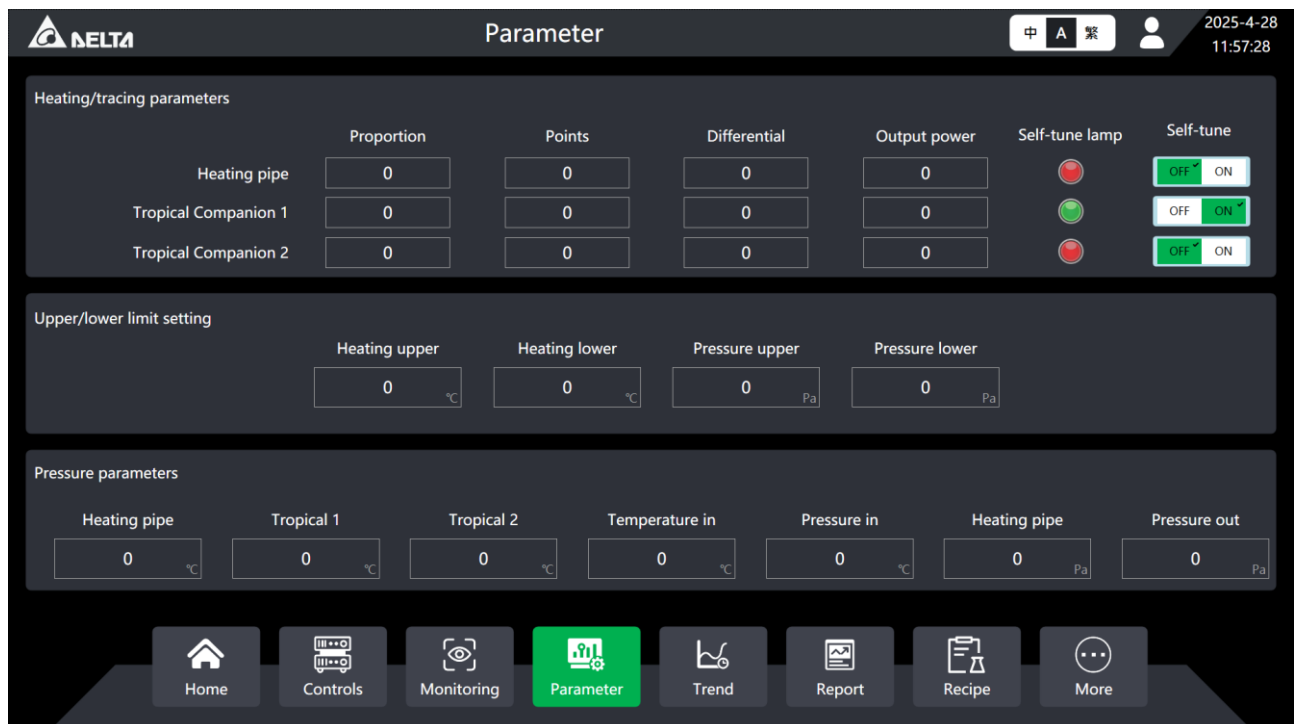 DELTA
Parameter
中 A 繁
2025-4-28
11:57:28
Heating/tracing parameters
Proportion Points Differential Output power Self-tune lamp Self-tune
Heating pipe 0 0 0 0 OFF ON
Tropical Companion 1 0 0 0 0 OFF ON
Tropical Companion 2 0 0 0 0 OFF ON
Upper/lower limit setting
Heating upper Heating lower Pressure upper Pressure lower
0 ℃ 0 ℃ 0 Pa 0 Pa
Pressure parameters
Heating pipe Tropical 1 Tropical 2 Temperature in Pressure in Heating pipe Pressure out
0 ℃ 0 ℃ 0 ℃ 0 ℃ 0 ℃ 0 Pa 0 Pa
Home Controls Monitoring Parameter Trend Report Recipe More